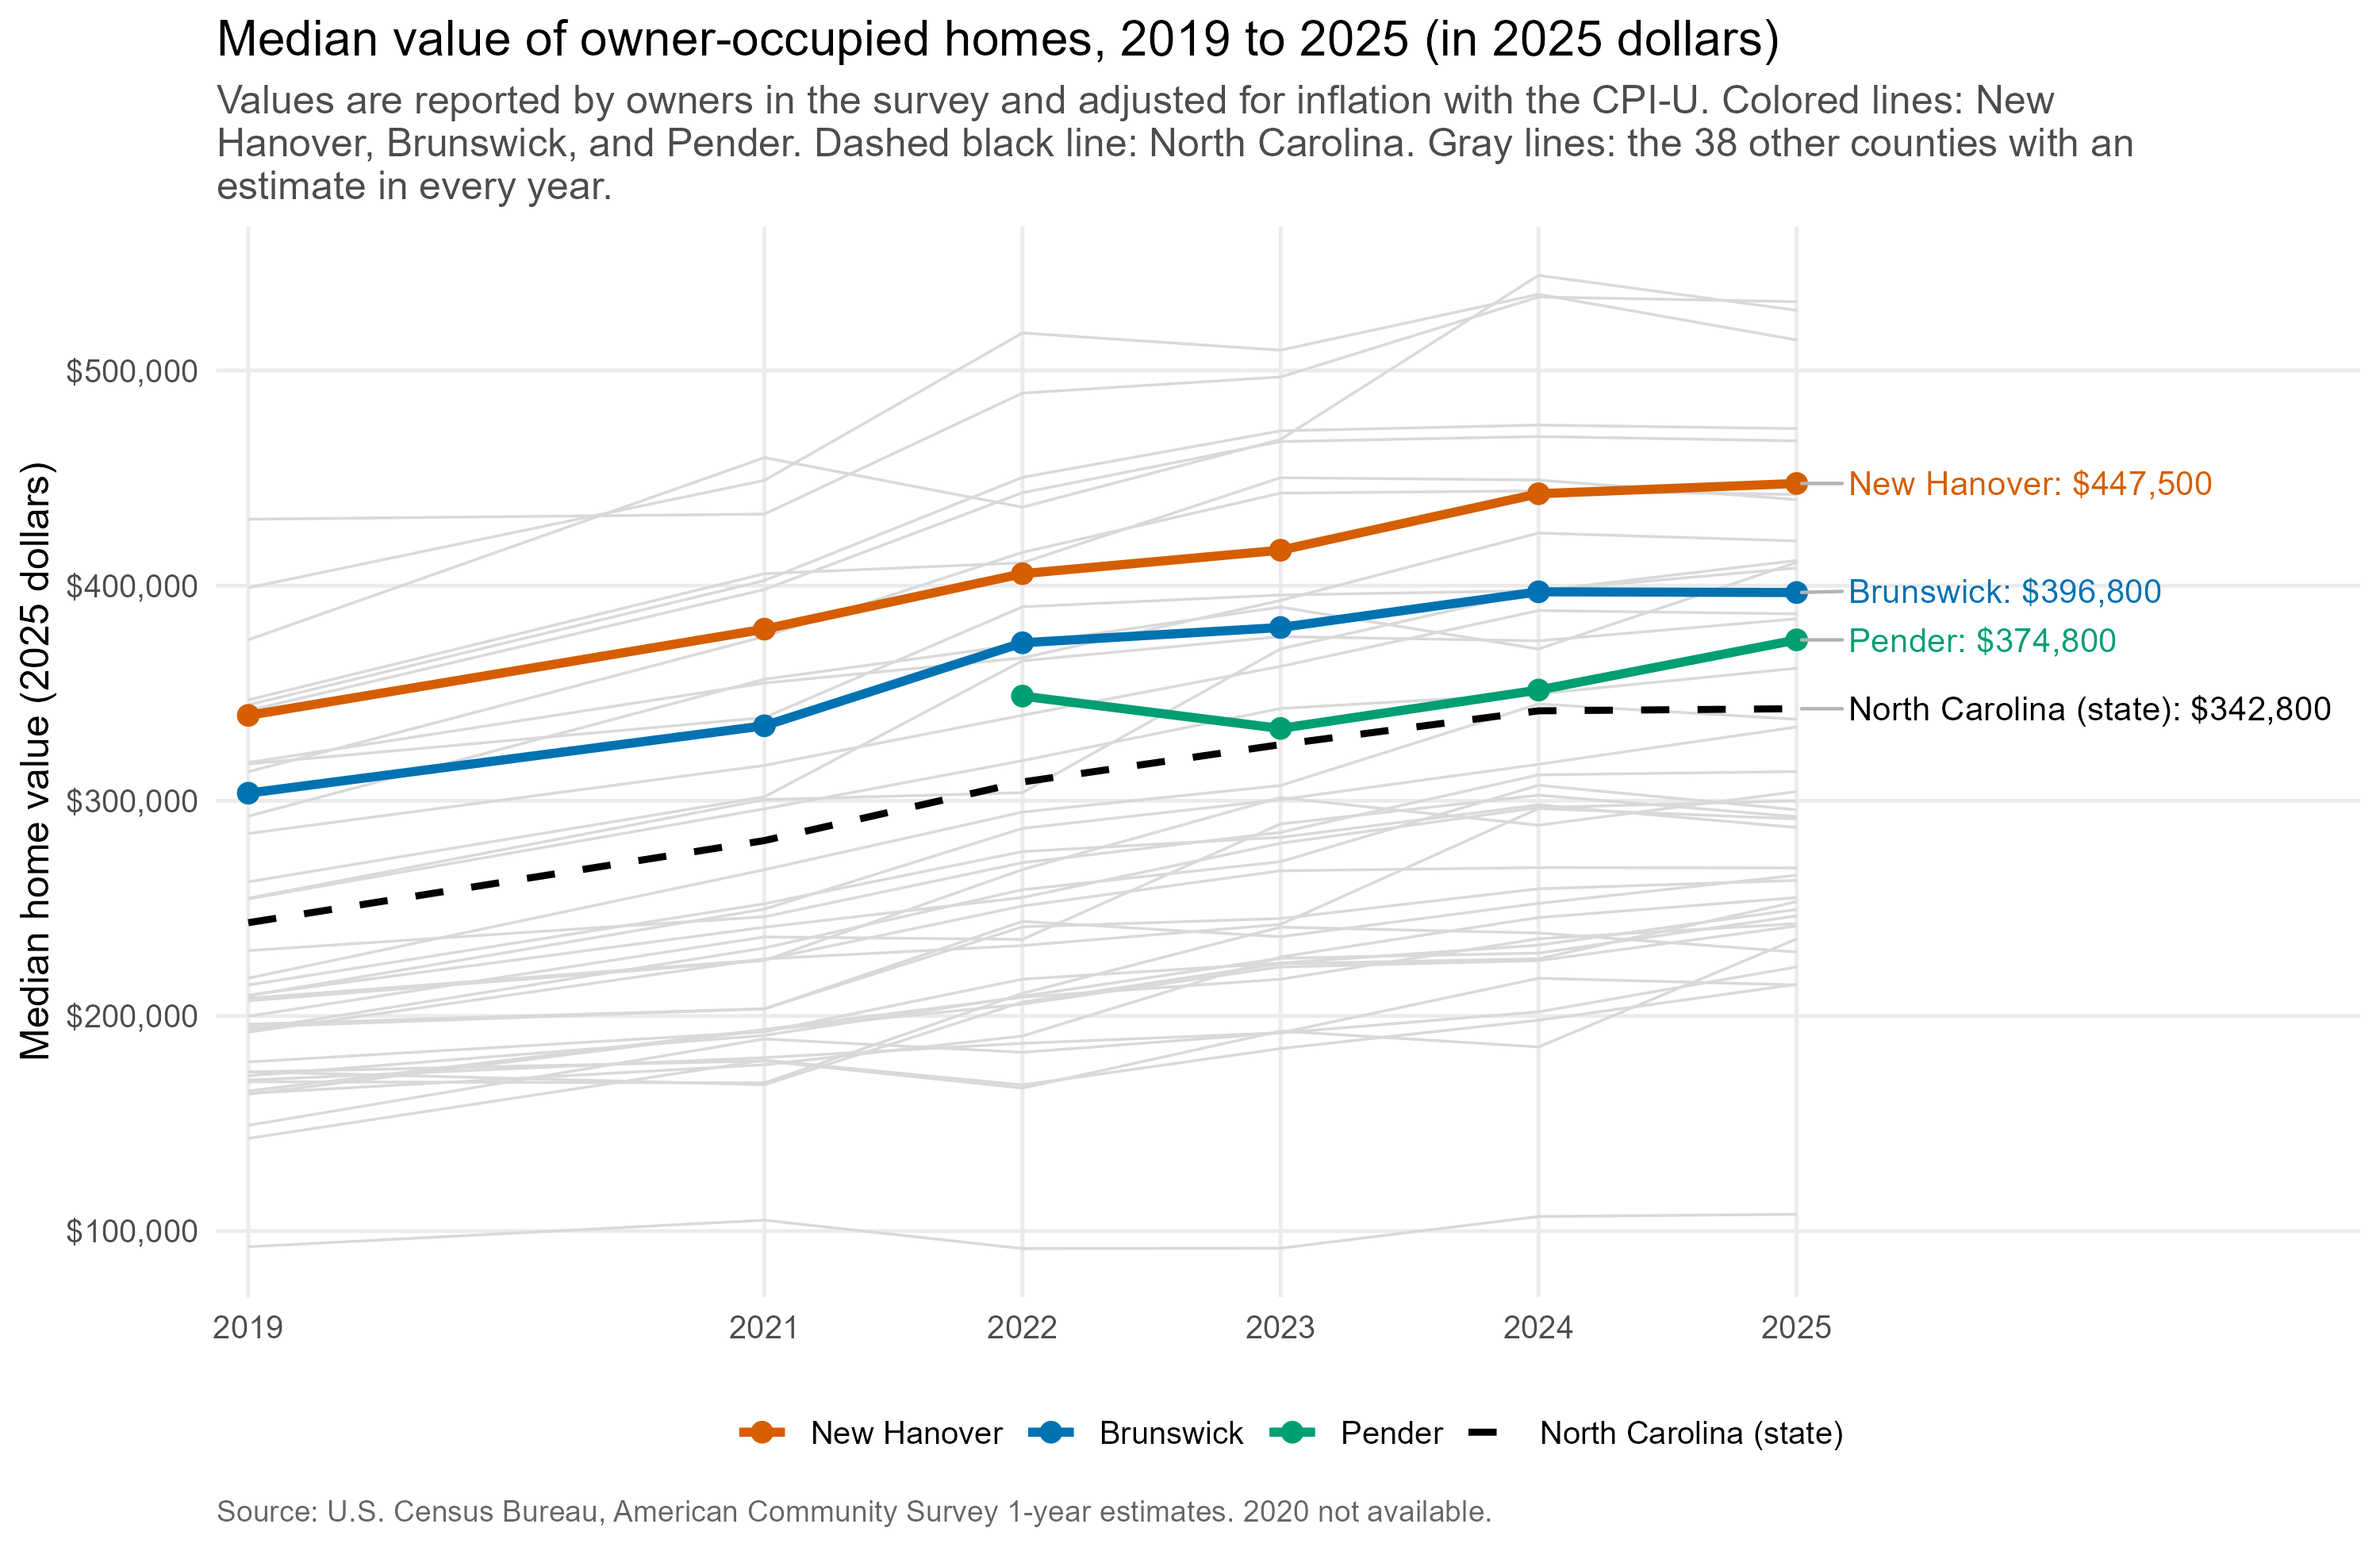 Median value of owner-occupied homes, 2019 to 2025 (in 2025 dollars)
Values are reported by owners in the survey and adjusted for inflation with the CPI-U. Colored lines: New
Hanover, Brunswick, and Pender. Dashed black line: North Carolina. Gray lines: the 38 other counties with an
estimate in every year.
Median home value (2025 dollars)
$500,000
$400,000
$300,000
$200,000
$100,000
New Hanover: $447,500
Brunswick: $396,800
Pender: $374,800
North Carolina (state): $342,800
2019 2021 2022 2023 2024 2025
New Hanover Brunswick Pender North Carolina (state)
Source: U.S. Census Bureau, American Community Survey 1-year estimates. 2020 not available.